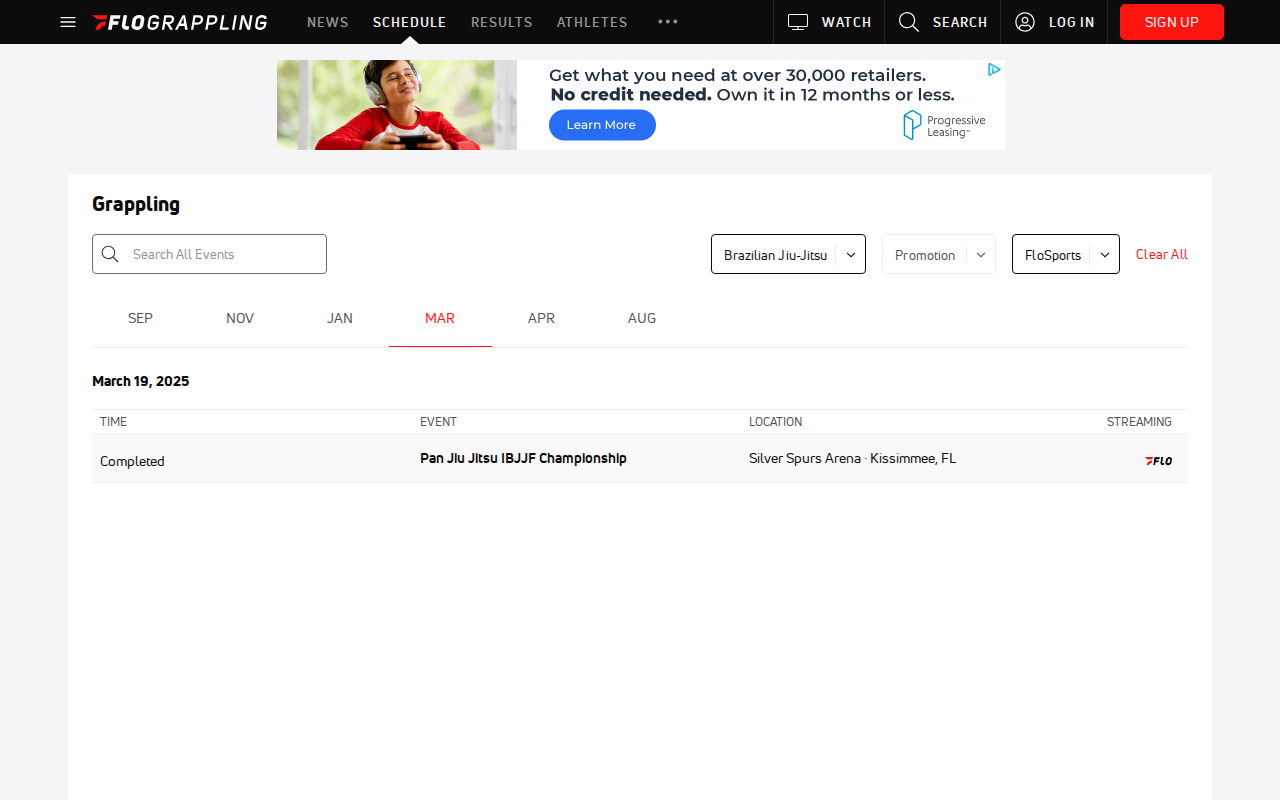 FLOGRAPPLING NEWS SCHEDULE RESULTS ATHLETES WATCH SEARCH LOG IN SIGN UP
Get what you need at over 30,000 retailers.
No credit needed. Own it in 12 months or less.
Learn More
Progressive
Leasing
Grappling
Search All Events Brazilian Jiu-Jitsu Promotion FloSports Clear All
SEP NOV JAN MAR APR AUG
March 19, 2025
TIME EVENT LOCATION STREAMING
Completed Pan Jiu Jitsu IBJJF Championship Silver Spurs Arena · Kissimmee, FL FLO